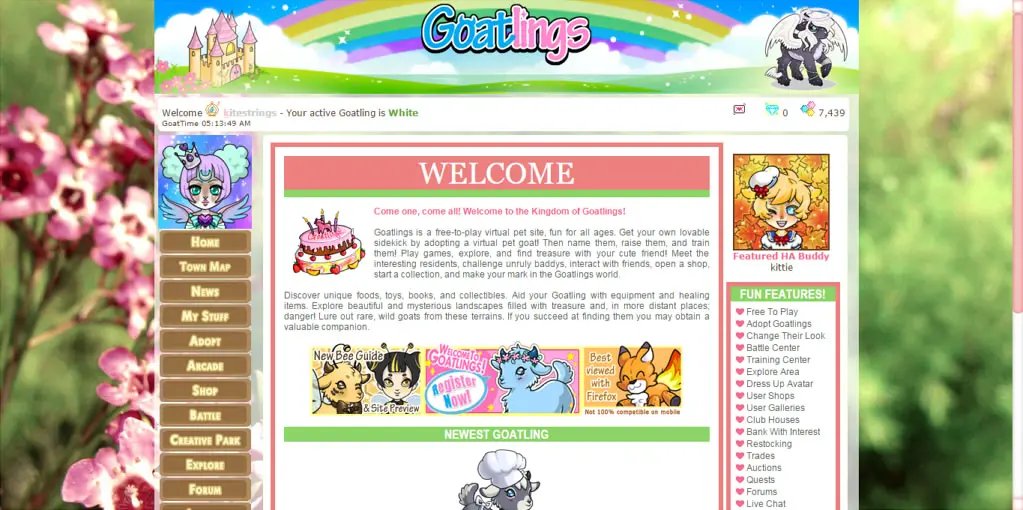 Goatlings
Welcome kitestrings - Your active Goatling is White
GoatTime 05:13:49 AM
0
7,439
Home
Town Map
News
My Stuff
Adopt
Arcade
Shop
Battle
Creative Park
Explore
Forum
WELCOME
Come one, come all! Welcome to the Kingdom of Goatlings!
Goatlings is a free-to-play virtual pet site, fun for all ages. Get your own lovable
sidekick by adopting a virtual pet goat! Then name them, raise them, and train
them! Play games, explore, and find treasure with your cute friend! Meet the
interesting residents, challenge unruly baddys, interact with friends, open a shop,
start a collection, and make your mark in the Goatlings world.
Discover unique foods, toys, books, and collectibles. Aid your Goatling with equipment and healing
items. Explore beautiful and mysterious landscapes filled with treasure and, in more distant places;
danger! Lure out rare, wild goats from these terrains. If you succeed at finding them you may obtain a
valuable companion.
New Bee Guide
& Site Preview
Welcome To
Goatlings!
Register
Now!
Best
viewed
with
Firefox
Not 100% compatible on mobile
NEWEST GOATLING
Featured HA Buddy
kittie
FUN FEATURES!
Free To Play
Adopt Goatlings
Change Their Look
Battle Center
Training Center
Explore Area
Dress Up Avatar
User Shops
User Galleries
Club Houses
Bank With Interest
Restocking
Trades
Auctions
Quests
Forums
Live Chat